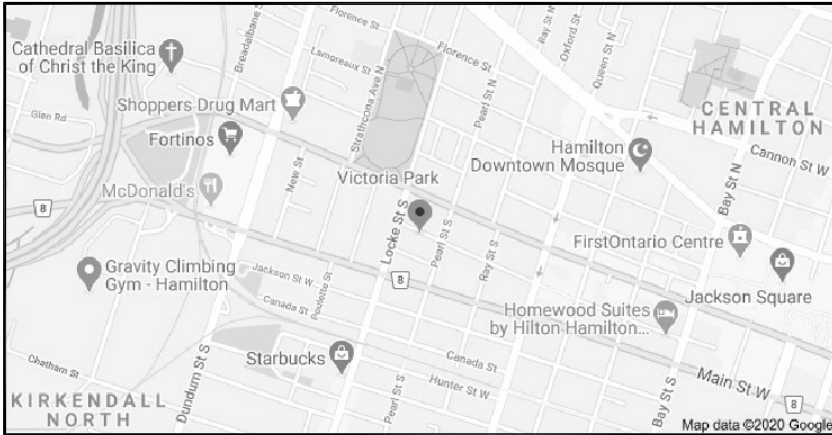 Cathedral Basilica
of Christ the King
Breadalbane St
Florence St
Lamoreaux St
Florence St
Strathcona Ave N
Pearl St N
Ray St N
Oxford St
Queen St N
CENTRAL
HAMILTON
Glen Rd
Shoppers Drug Mart
Fortinos
New St
Victoria Park
Hamilton
Downtown Mosque
Cannon St W
Bay St N
McDonald's
8
Locke St S
Pearl St S
Ray St S
FirstOntario Centre
Gravity Climbing
Gym - Hamilton
Jackson St W
Canada St
Poulette St
8
Jackson Square
Homewood Suites
by Hilton Hamilton...
Starbucks
Canada St
Hunter St W
Chatham St
Dundurn St S
Pearl St S
Bay St S
Main St W
8
KIRKENDALL
NORTH
Map data ©2020 Google